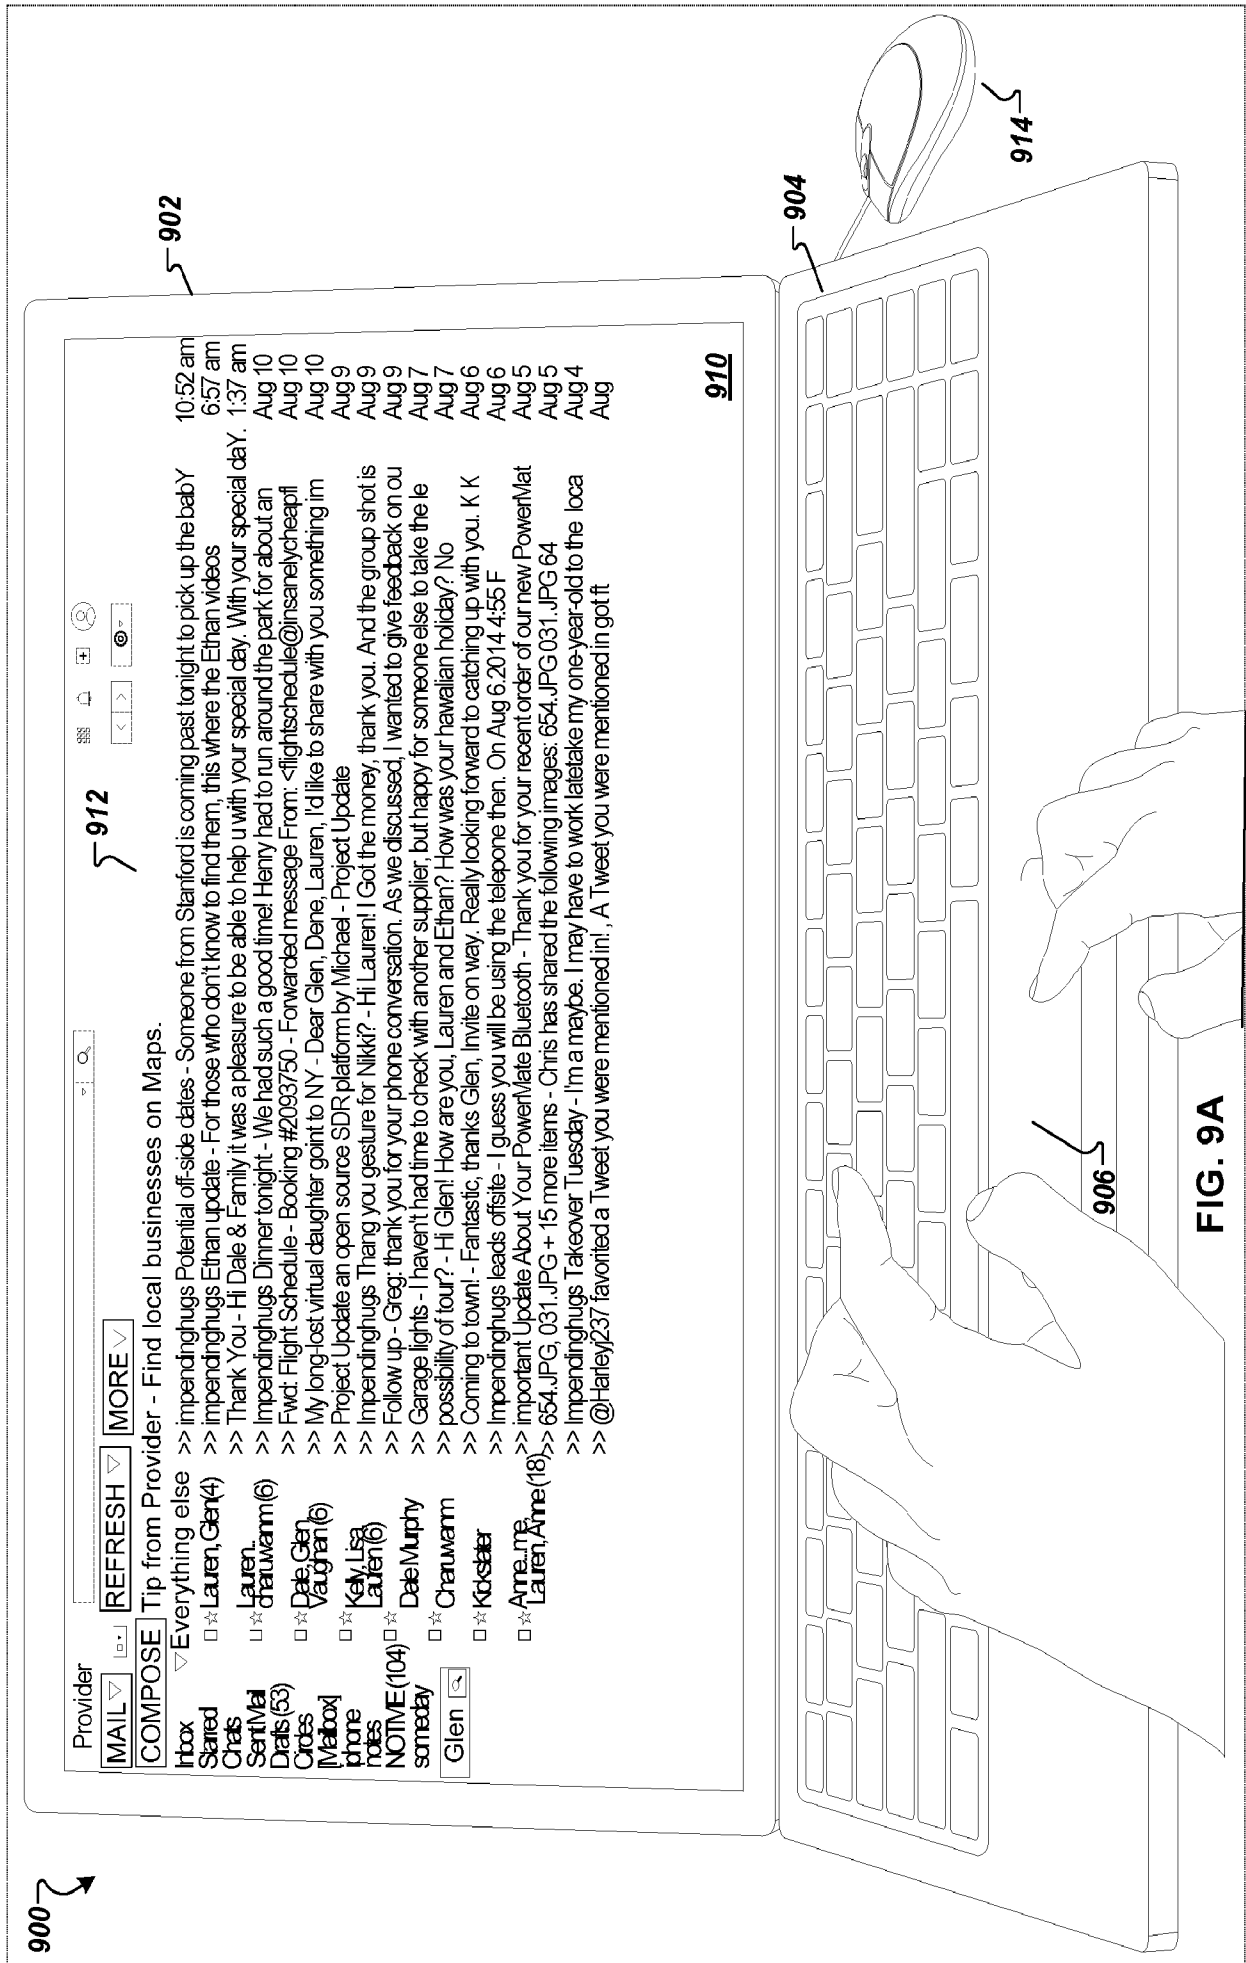 900
902
Provider
MAIL
REFRESH
MORE
912
COMPOSE
Tip from Provider - Find local businesses on Maps.
Everything else
Inbox
Starred
Chats
Sent Mail
Drafts (53)
Circles
[Mailbox]
iphone
notes
NOTME (104)
someday
Glen
Lauren, Glen(4)
Lauren..
charuwanm (6)
Dale, Glen,
Vaughan (6)
Kelly, Lisa,
Lauren (6)
Dale Murphy
Charuwanm
Kickstater
Anne...me,
Lauren, Anne (18)
>> impendinghugs Potential off-side dates - Someone from Stanford is coming past tonight to pick up the babY 10:52 am
>> impendinghugs Ethan update - For those who don't know to find them, this where the Ethan videos 6:57 am
>> Thank You - Hi Dale & Family it was a pleasure to be able to help u with your special day. With your special daY. 1:37 am
>> Impendinghugs Dinner tonight - We had such a good time! Henry had to run around the park for about an Aug 10
>> Fwd: Flight Schedule - Booking #2093750 - Forwarded message From: <flightschedule@insanelycheapfl Aug 10
>> My long-lost virtual daughter goint to NY - Dear Glen, Dene, Lauren, I'd like to share with you something im Aug 10
>> Project Update an open source SDR platform by Michael - Project Update Aug 9
>> Impendinghugs Thang you gesture for Nikki? - Hi Lauren! I Got the money, thank you. And the group shot is Aug 9
>> Follow up - Greg: thank you for your phone conversation. As we discussed, I wanted to give feedback on ou Aug 9
>> Garage lights - I haven't had time to check with another supplier, but happy for someone else to take the le Aug 7
>> possibility of tour? - Hi Glen! How are you, Lauren and Ethan? How was your hawaiian holiday? No Aug 7
>> Coming to town! - Fantastic, thanks Glen, Invite on way. Really looking forward to catching up with you. K K Aug 6
>> Impendinghugs leads offsite - I guess you will be using the telepone then. On Aug 6.2014 4:55 F Aug 6
>> important Update About Your PowerMate Bluetooth - Thank you for your recent order of our new PowerMat Aug 5
>> 654.JPG, 031.JPG + 15 more items - Chris has shared the following images: 654.JPG 031.JPG 64 Aug 5
>> Impendinghugs Takeover Tuesday - I'm a maybe. I may have to work latetake my one-year-old to the loca Aug 4
>> @Harleyj237 favorited a Tweet you were mentioned in! , A Tweet you were mentioned in got ft Aug
910
904
914
906
FIG. 9A